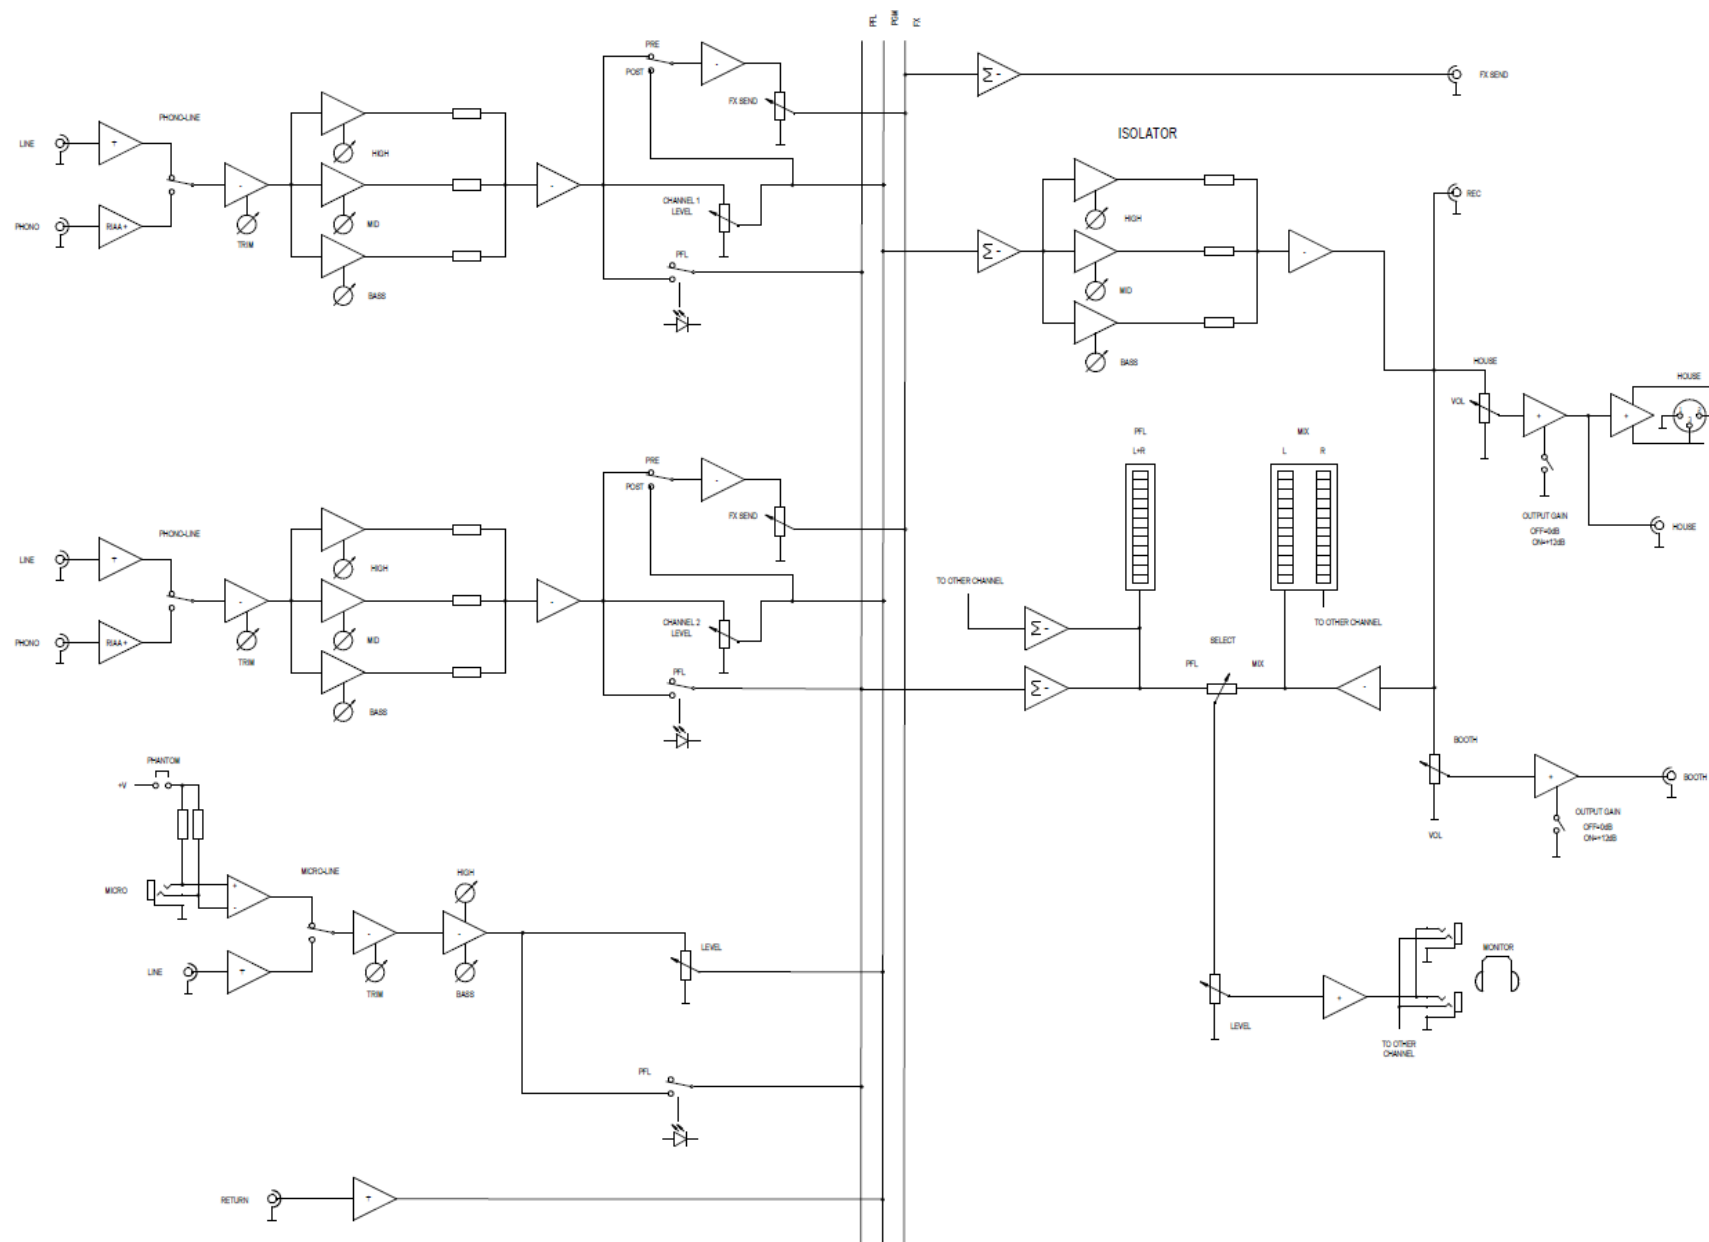 PFL
PGM
FX
PRE
POST
FX SEND
PHONO-LINE
LINE
HIGH
CHANNEL 1
LEVEL
MID
PHONO
RIAA +
TRIM
PFL
BASS
FX SEND
ISOLATOR
REC
HIGH
MID
BASS
HOUSE
HOUSE
VOL
PFL
L+R
MIX
L
R
OUTPUT GAIN
OFF=0dB
ON=+12dB
HOUSE
PRE
POST
FX SEND
PHONO-LINE
LINE
HIGH
CHANNEL 2
LEVEL
MID
PHONO
RIAA +
TRIM
PFL
BASS
TO OTHER CHANNEL
TO OTHER CHANNEL
SELECT
PFL
MIX
BOOTH
BOOTH
VOL
OUTPUT GAIN
OFF=0dB
ON=+12dB
PHANTOM
+V
MICRO
MICRO-LINE
HIGH
LINE
TRIM
BASS
LEVEL
PFL
RETURN
LEVEL
MONITOR
TO OTHER
CHANNEL